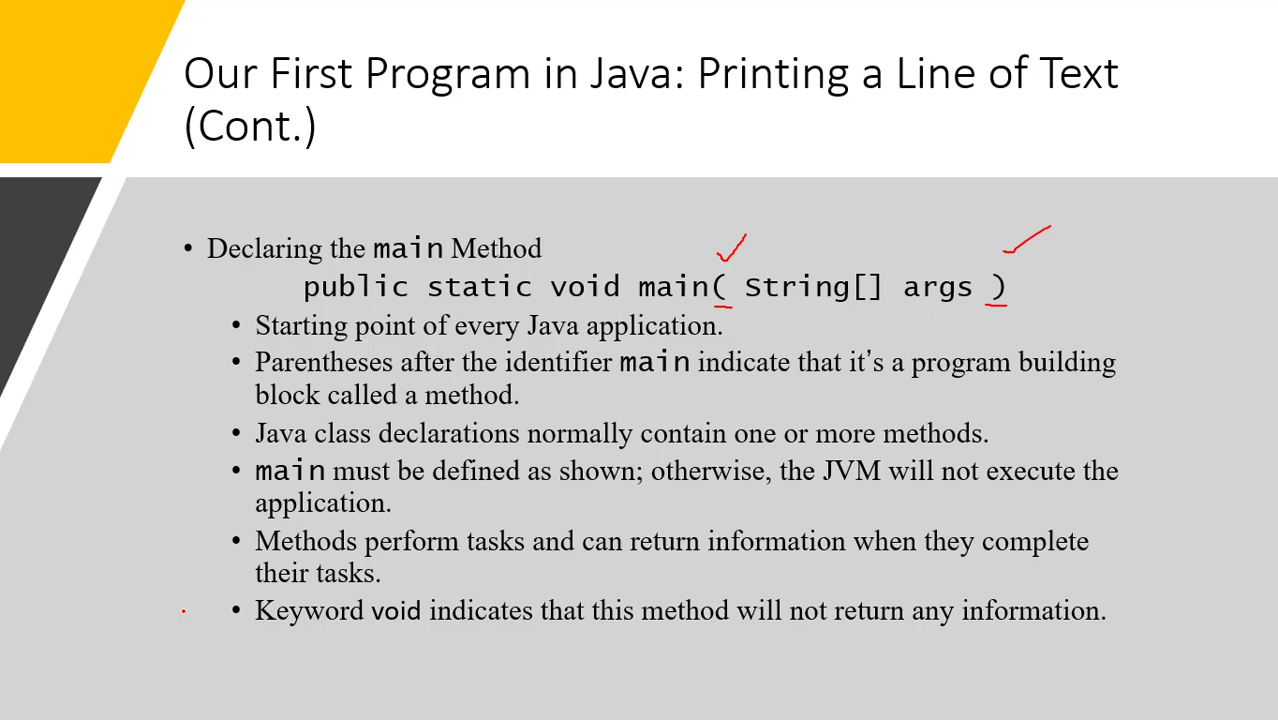 Our First Program in Java: Printing a Line of Text
(Cont.)
• Declaring the main Method
public static void main( String[] args )
• Starting point of every Java application.
• Parentheses after the identifier main indicate that it’s a program building
block called a method.
• Java class declarations normally contain one or more methods.
• main must be defined as shown; otherwise, the JVM will not execute the
application.
• Methods perform tasks and can return information when they complete
their tasks.
• Keyword void indicates that this method will not return any information.